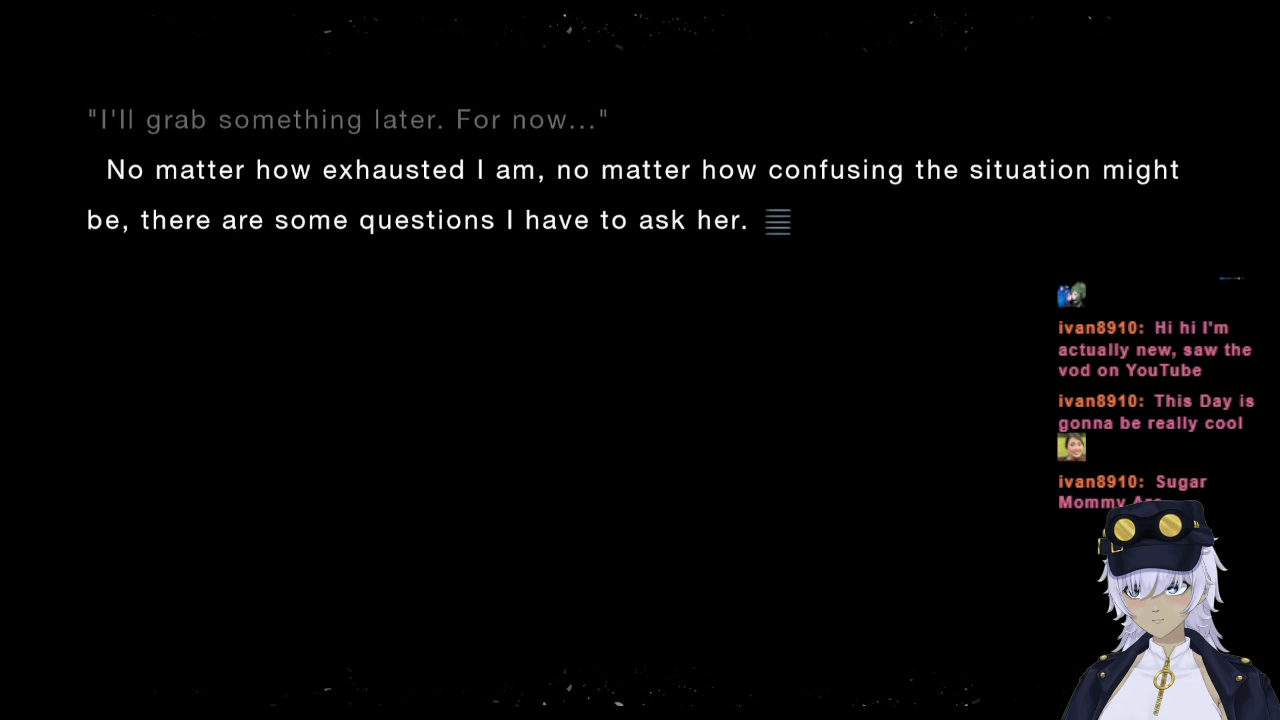 "I'll grab something later. For now..."
No matter how exhausted I am, no matter how confusing the situation might
be, there are some questions I have to ask her.
ivan8910: Hi hi I'm
actually new, saw the
vod on YouTube
ivan8910: This Day is
gonna be really cool
ivan8910: Sugar
Mommy